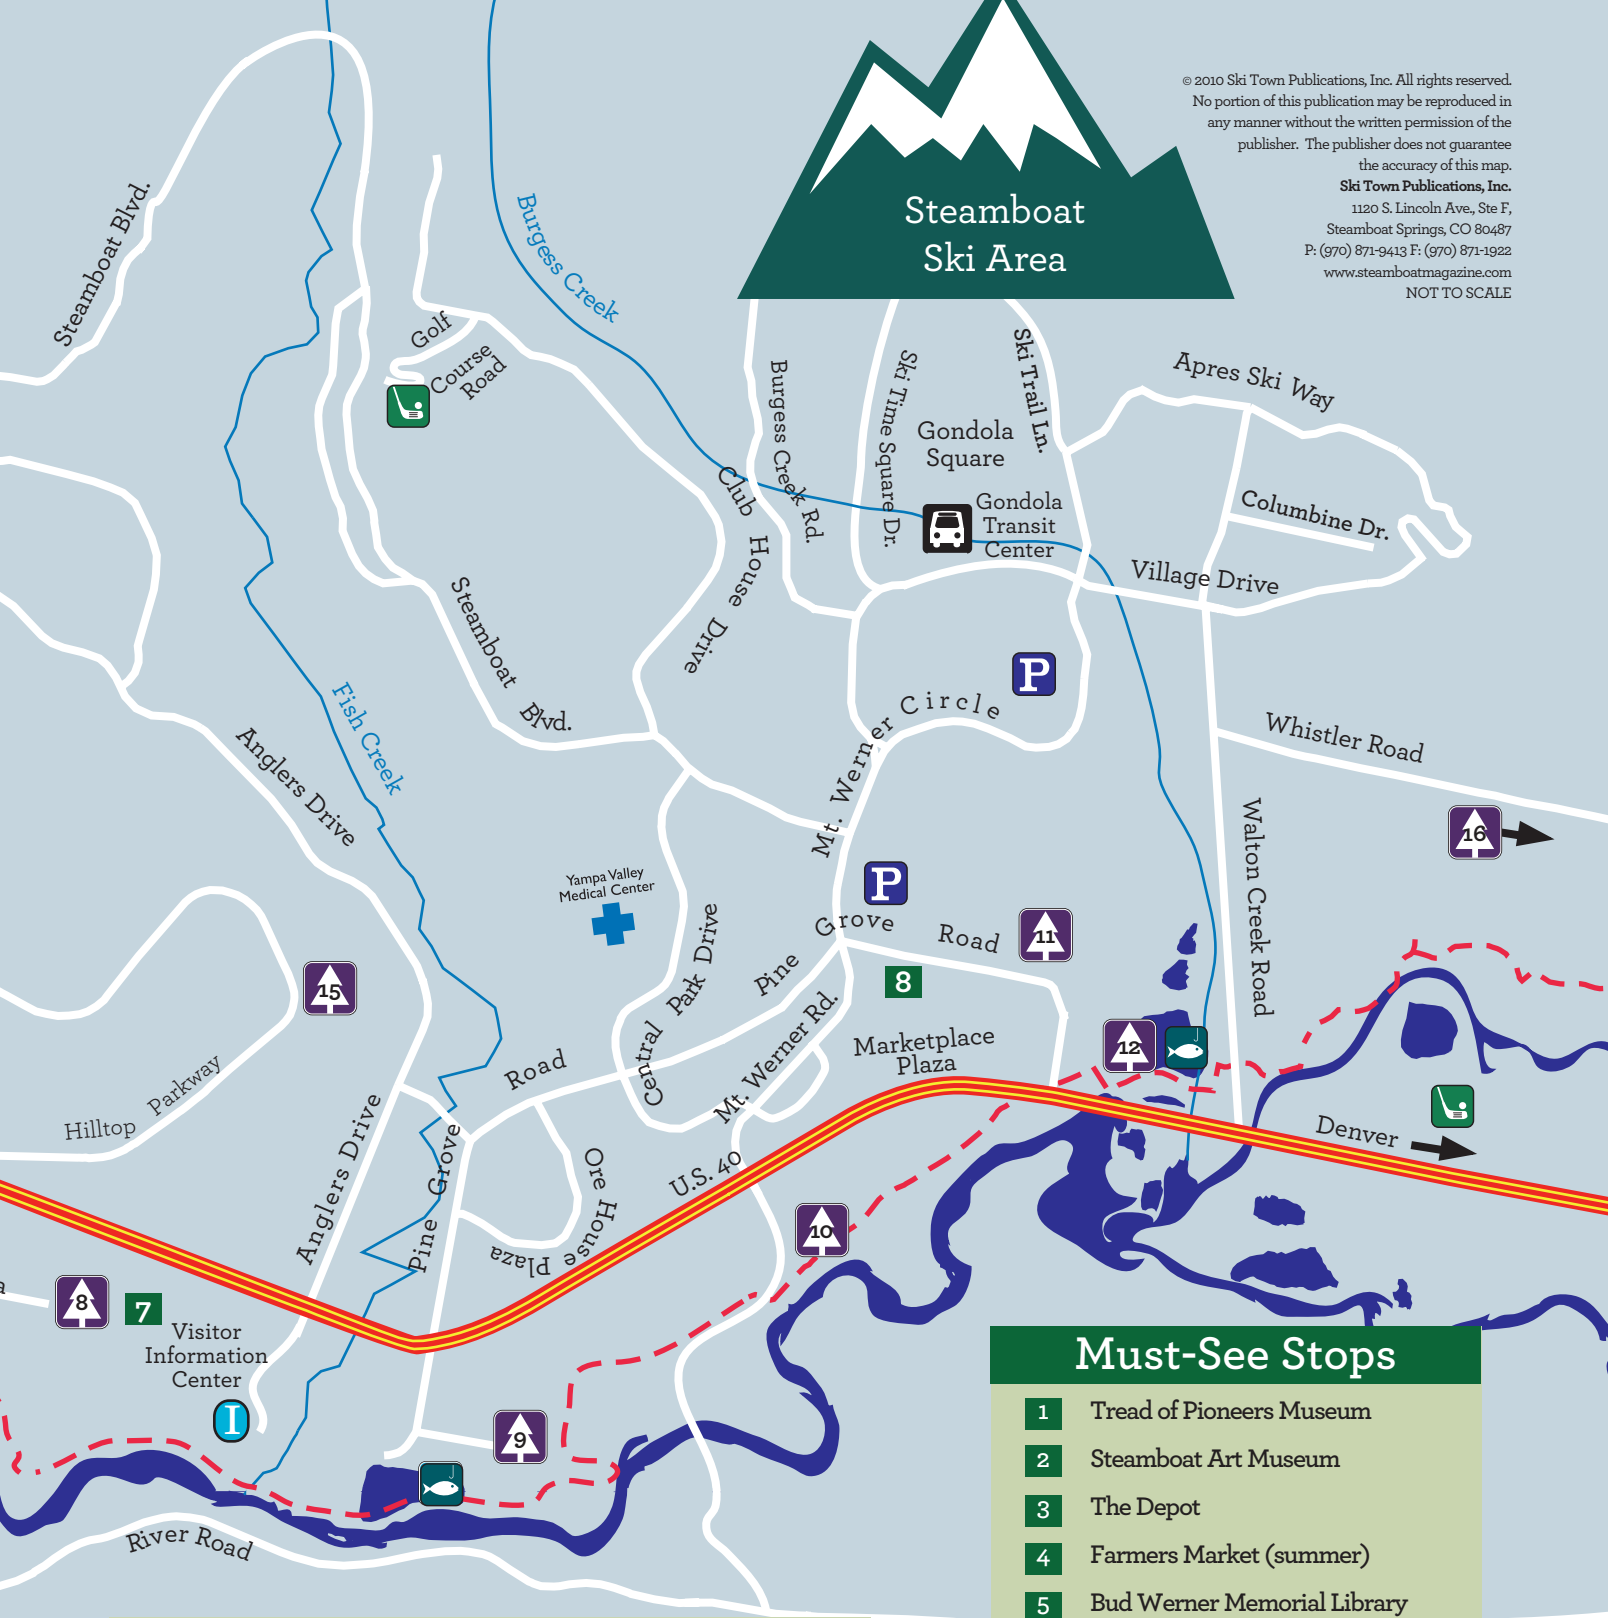 © 2010 Ski Town Publications, Inc. All rights reserved.
No portion of this publication may be reproduced in
any manner without the written permission of the
publisher. The publisher does not guarantee
the accuracy of this map.
Ski Town Publications, Inc.
1120 S. Lincoln Ave., Ste F,
Steamboat Springs, CO 80487
P: (970) 871-9413 F: (970) 871-1922
www.steamboatmagazine.com
NOT TO SCALE
Steamboat
Ski Area
Steamboat Blvd.
Burgess Creek
Golf
Course
Road
Burgess Creek Rd.
Ski Time Square Dr.
Ski Trail Ln.
Apres Ski Way
Gondola
Square
Gondola
Transit
Center
Columbine Dr.
Village Drive
Club House Drive
Steamboat Blvd.
P
Mt. Werner Circle
Whistler Road
Fish Creek
Anglers Drive
16
Walton Creek Road
Yampa Valley
Medical Center
P
Grove
Road
11
Pine
8
15
Central Park Drive
Mt. Werner Rd.
Marketplace
Plaza
12
Road
Hilltop Parkway
Anglers Drive
Pine Grove
Ore House Plaza
U.S. 40
Denver
10
8
7
Visitor
Information
Center
I
9
River Road
Must-See Stops
1 Tread of Pioneers Museum
2 Steamboat Art Museum
3 The Depot
4 Farmers Market (summer)
5 Bud Werner Memorial Library